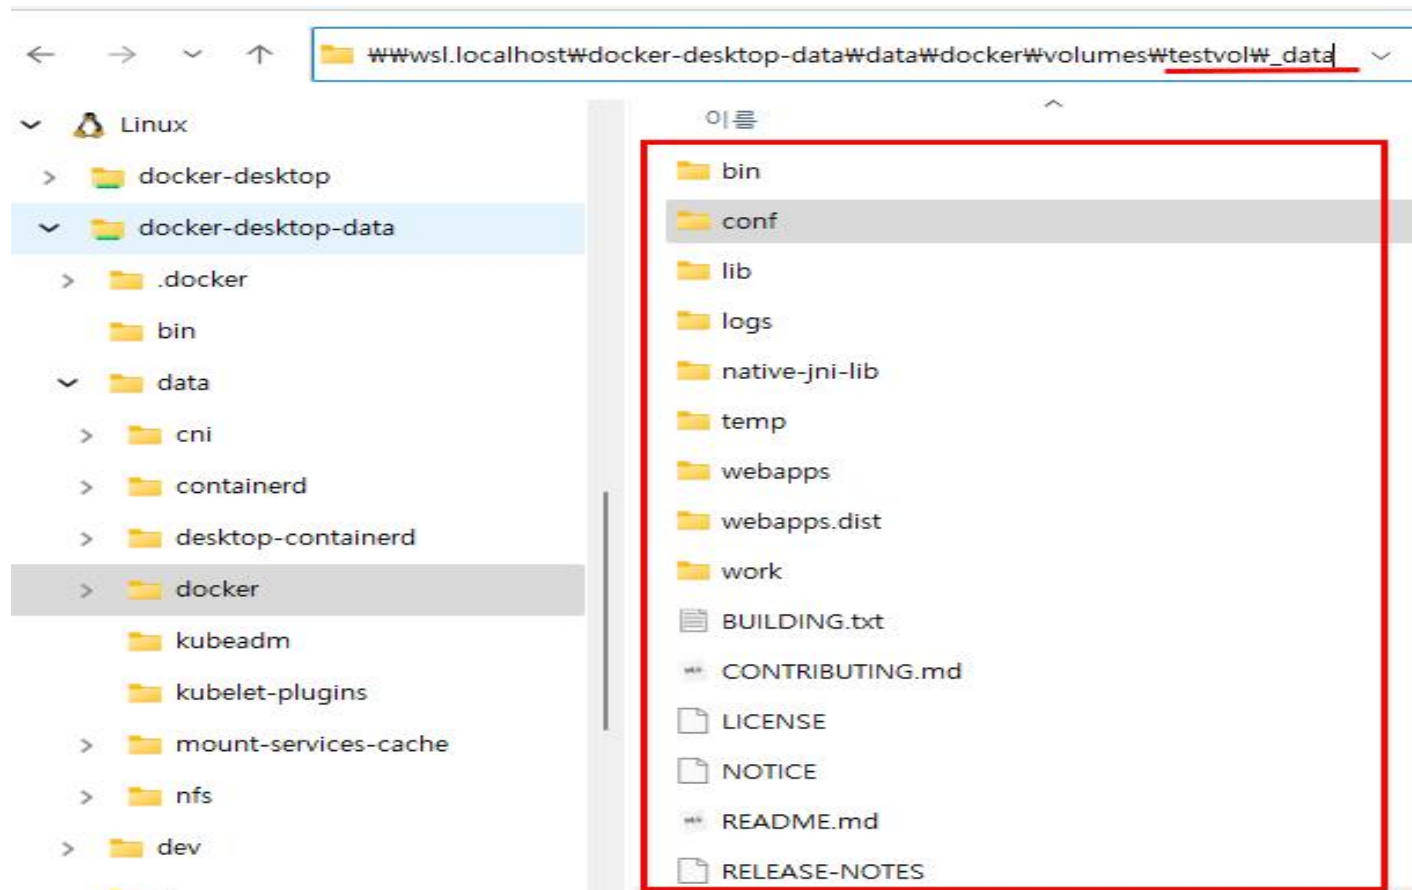 ₩₩wsl.localhost₩docker-desktop-data₩data₩docker₩volumes₩testvol₩_data
Linux
docker-desktop
docker-desktop-data
.docker
bin
data
cni
containerd
desktop-containerd
docker
kubeadm
kubelet-plugins
mount-services-cache
nfs
dev
이름
bin
conf
lib
logs
native-jni-lib
temp
webapps
webapps.dist
work
BUILDING.txt
CONTRIBUTING.md
LICENSE
NOTICE
README.md
RELEASE-NOTES